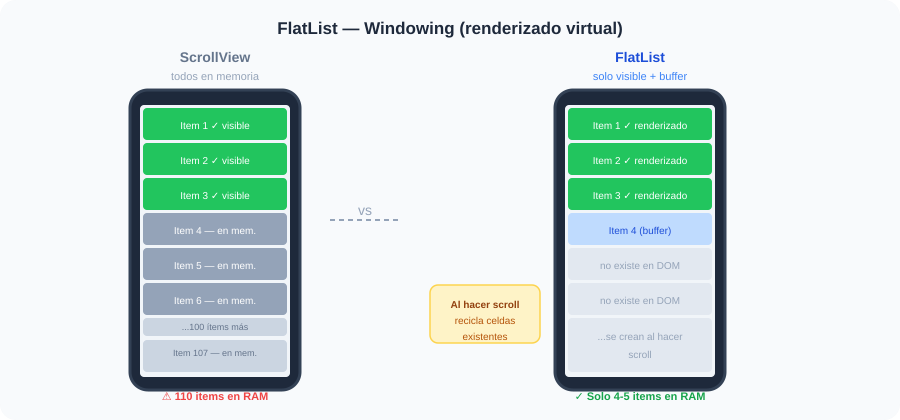 FlatList — Windowing (renderizado virtual)
ScrollView
todos en memoria
Item 1 ✓ visible
Item 2 ✓ visible
Item 3 ✓ visible
Item 4 — en mem.
Item 5 — en mem.
Item 6 — en mem.
...100 ítems más
Item 107 — en mem.
⚠ 110 items en RAM
vs
Al hacer scroll
recicla celdas
existentes
FlatList
solo visible + buffer
Item 1 ✓ renderizado
Item 2 ✓ renderizado
Item 3 ✓ renderizado
Item 4 (buffer)
no existe en DOM
no existe en DOM
...se crean al hacer
scroll
✓ Solo 4-5 items en RAM